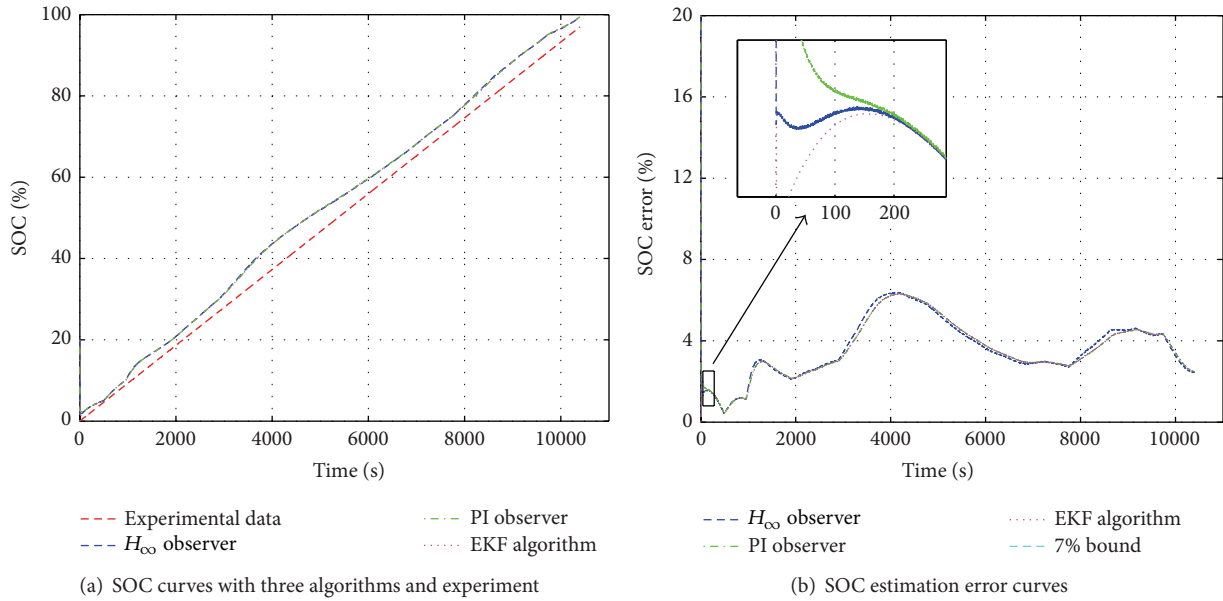 100
80
60
40
20
0
SOC (%)
0 2000 4000 6000 8000 10000
Time (s)
Experimental data
H∞ observer
PI observer
EKF algorithm
(a) SOC curves with three algorithms and experiment
20
16
12
8
4
0
SOC error (%)
0 100 200
0 2000 4000 6000 8000 10000
Time (s)
H∞ observer
PI observer
EKF algorithm
7% bound
(b) SOC estimation error curves